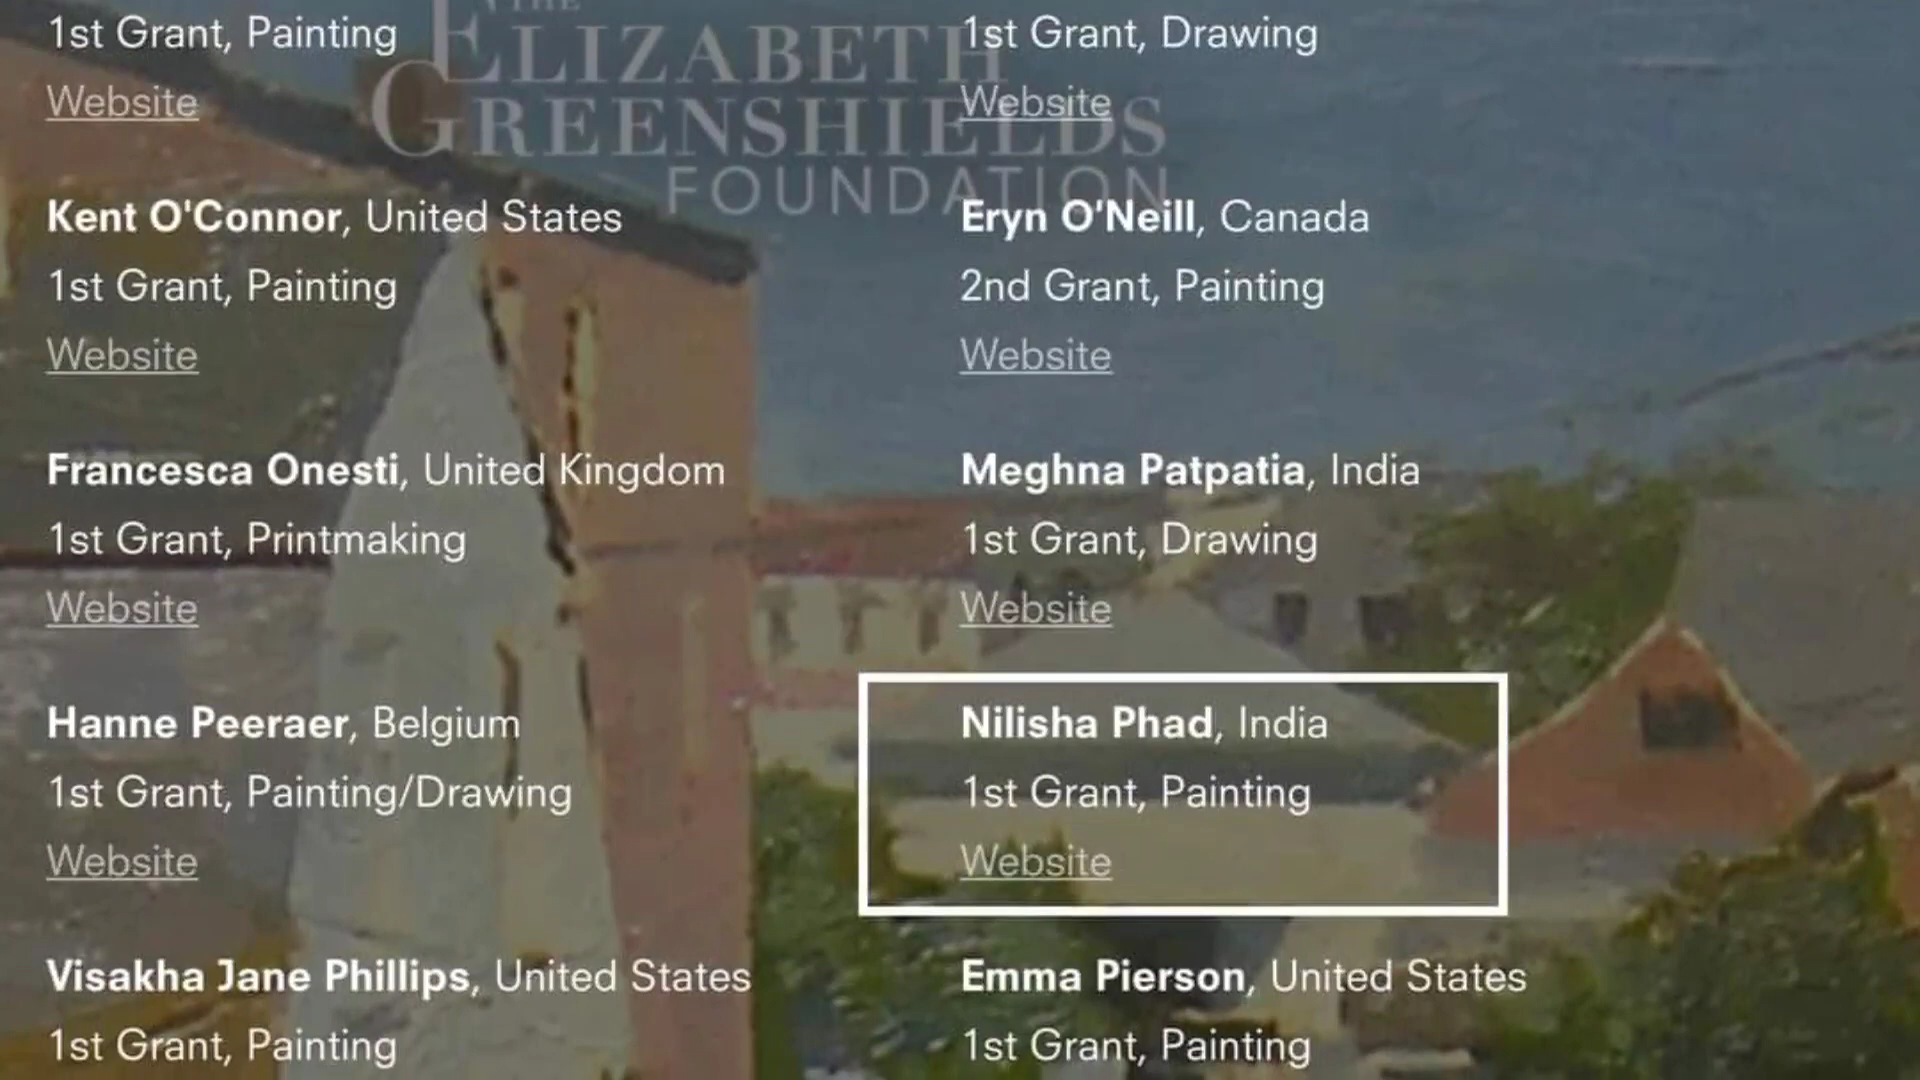 THE
ELIZABETH
GREENSHIELDS
FOUNDATION
1st Grant, Painting
Website
1st Grant, Drawing
Website
Kent O'Connor, United States
1st Grant, Painting
Website
Eryn O'Neill, Canada
2nd Grant, Painting
Website
Francesca Onesti, United Kingdom
1st Grant, Printmaking
Website
Meghna Patpatia, India
1st Grant, Drawing
Website
Hanne Peeraer, Belgium
1st Grant, Painting/Drawing
Website
Nilisha Phad, India
1st Grant, Painting
Website
Visakha Jane Phillips, United States
1st Grant, Painting
Emma Pierson, United States
1st Grant, Painting